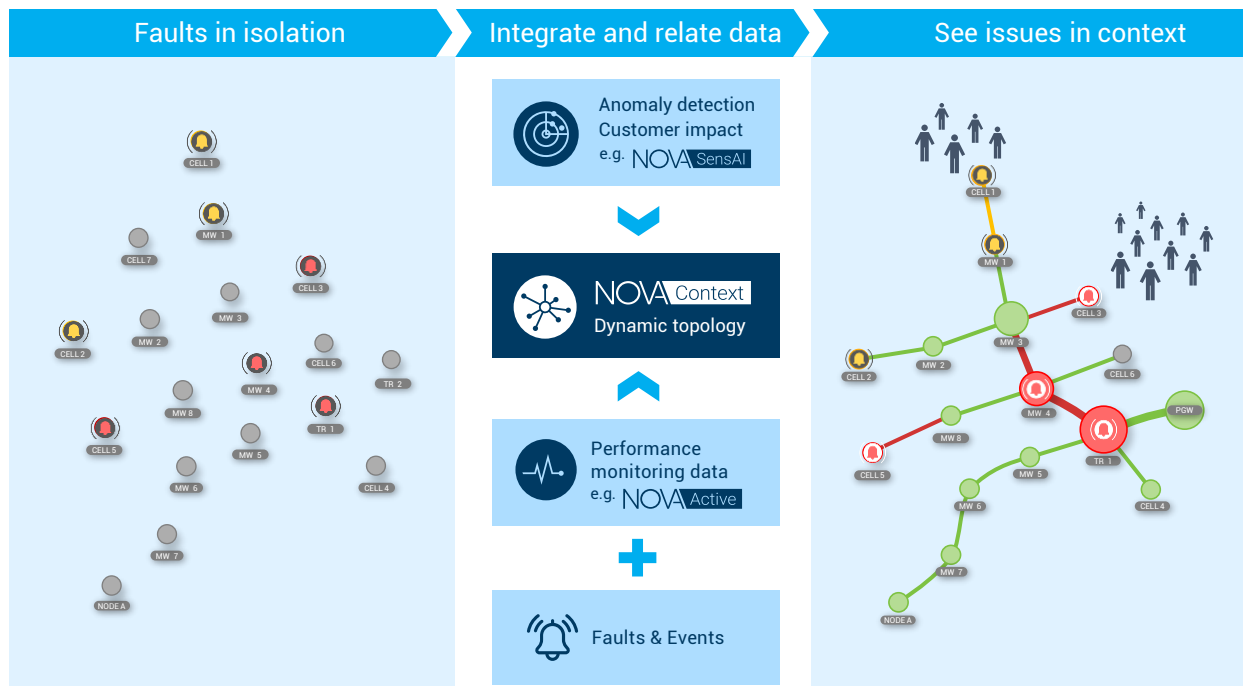 Faults in isolation
Integrate and relate data
See issues in context
CELL 1
MW 1
CELL 7
CELL 3
MW 3
MW 2
CELL 2
CELL 6
TR 2
MW 4
MW 8
TR 1
CELL 5
MW 5
MW 6
CELL 4
MW 7
NODE A
Anomaly detection
Customer impact
e.g. NOVA SensAI
NOVA Context
Dynamic topology
Performance
monitoring data
e.g. NOVA Active
Faults & Events
CELL 1
MW 1
CELL 3
MW 3
MW 2
CELL 2
CELL 6
MW 4
PGW
MW 8
TR 1
CELL 5
MW 5
MW 6
CELL 4
MW 7
NODE A